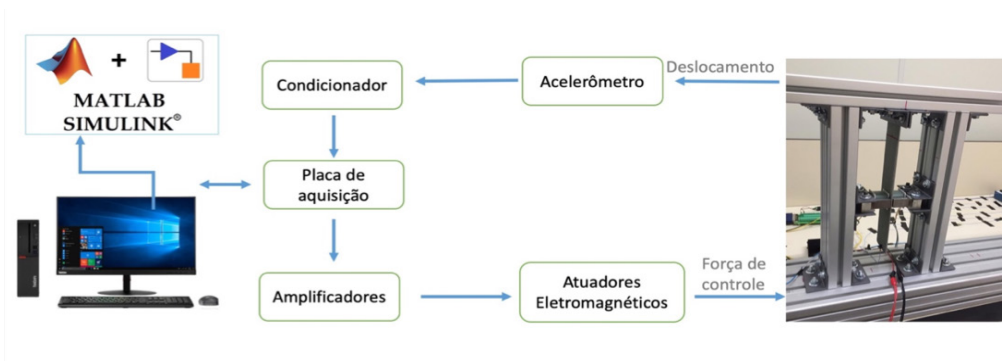 MATLAB
SIMULINK®
Condicionador
Acelerômetro
Deslocamento
Placa de
aquisição
Amplificadores
Atuadores
Eletromagnéticos
Força de
controle